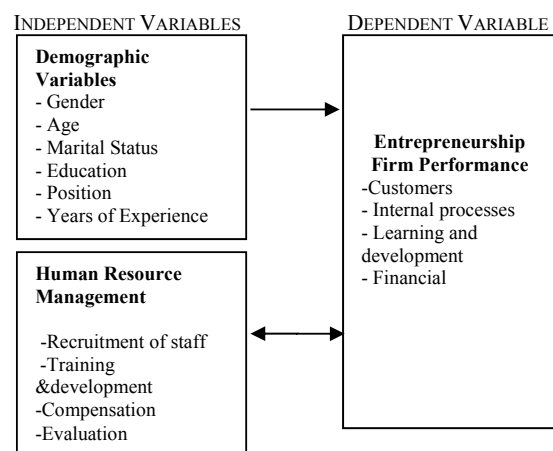 INDEPENDENT VARIABLES
DEPENDENT VARIABLE
Demographic
Variables
- Gender
- Age
- Marital Status
- Education
- Position
- Years of Experience
Human Resource
Management
-Recruitment of staff
-Training
&development
-Compensation
-Evaluation
Entrepreneurship
Firm Performance
-Customers
- Internal processes
- Learning and
development
- Financial